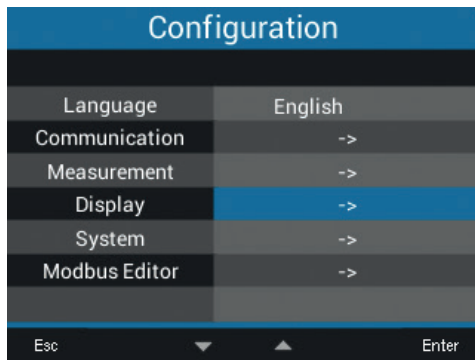 Configuration
Language English
Communication ->
Measurement ->
Display ->
System ->
Modbus Editor ->
Esc Enter